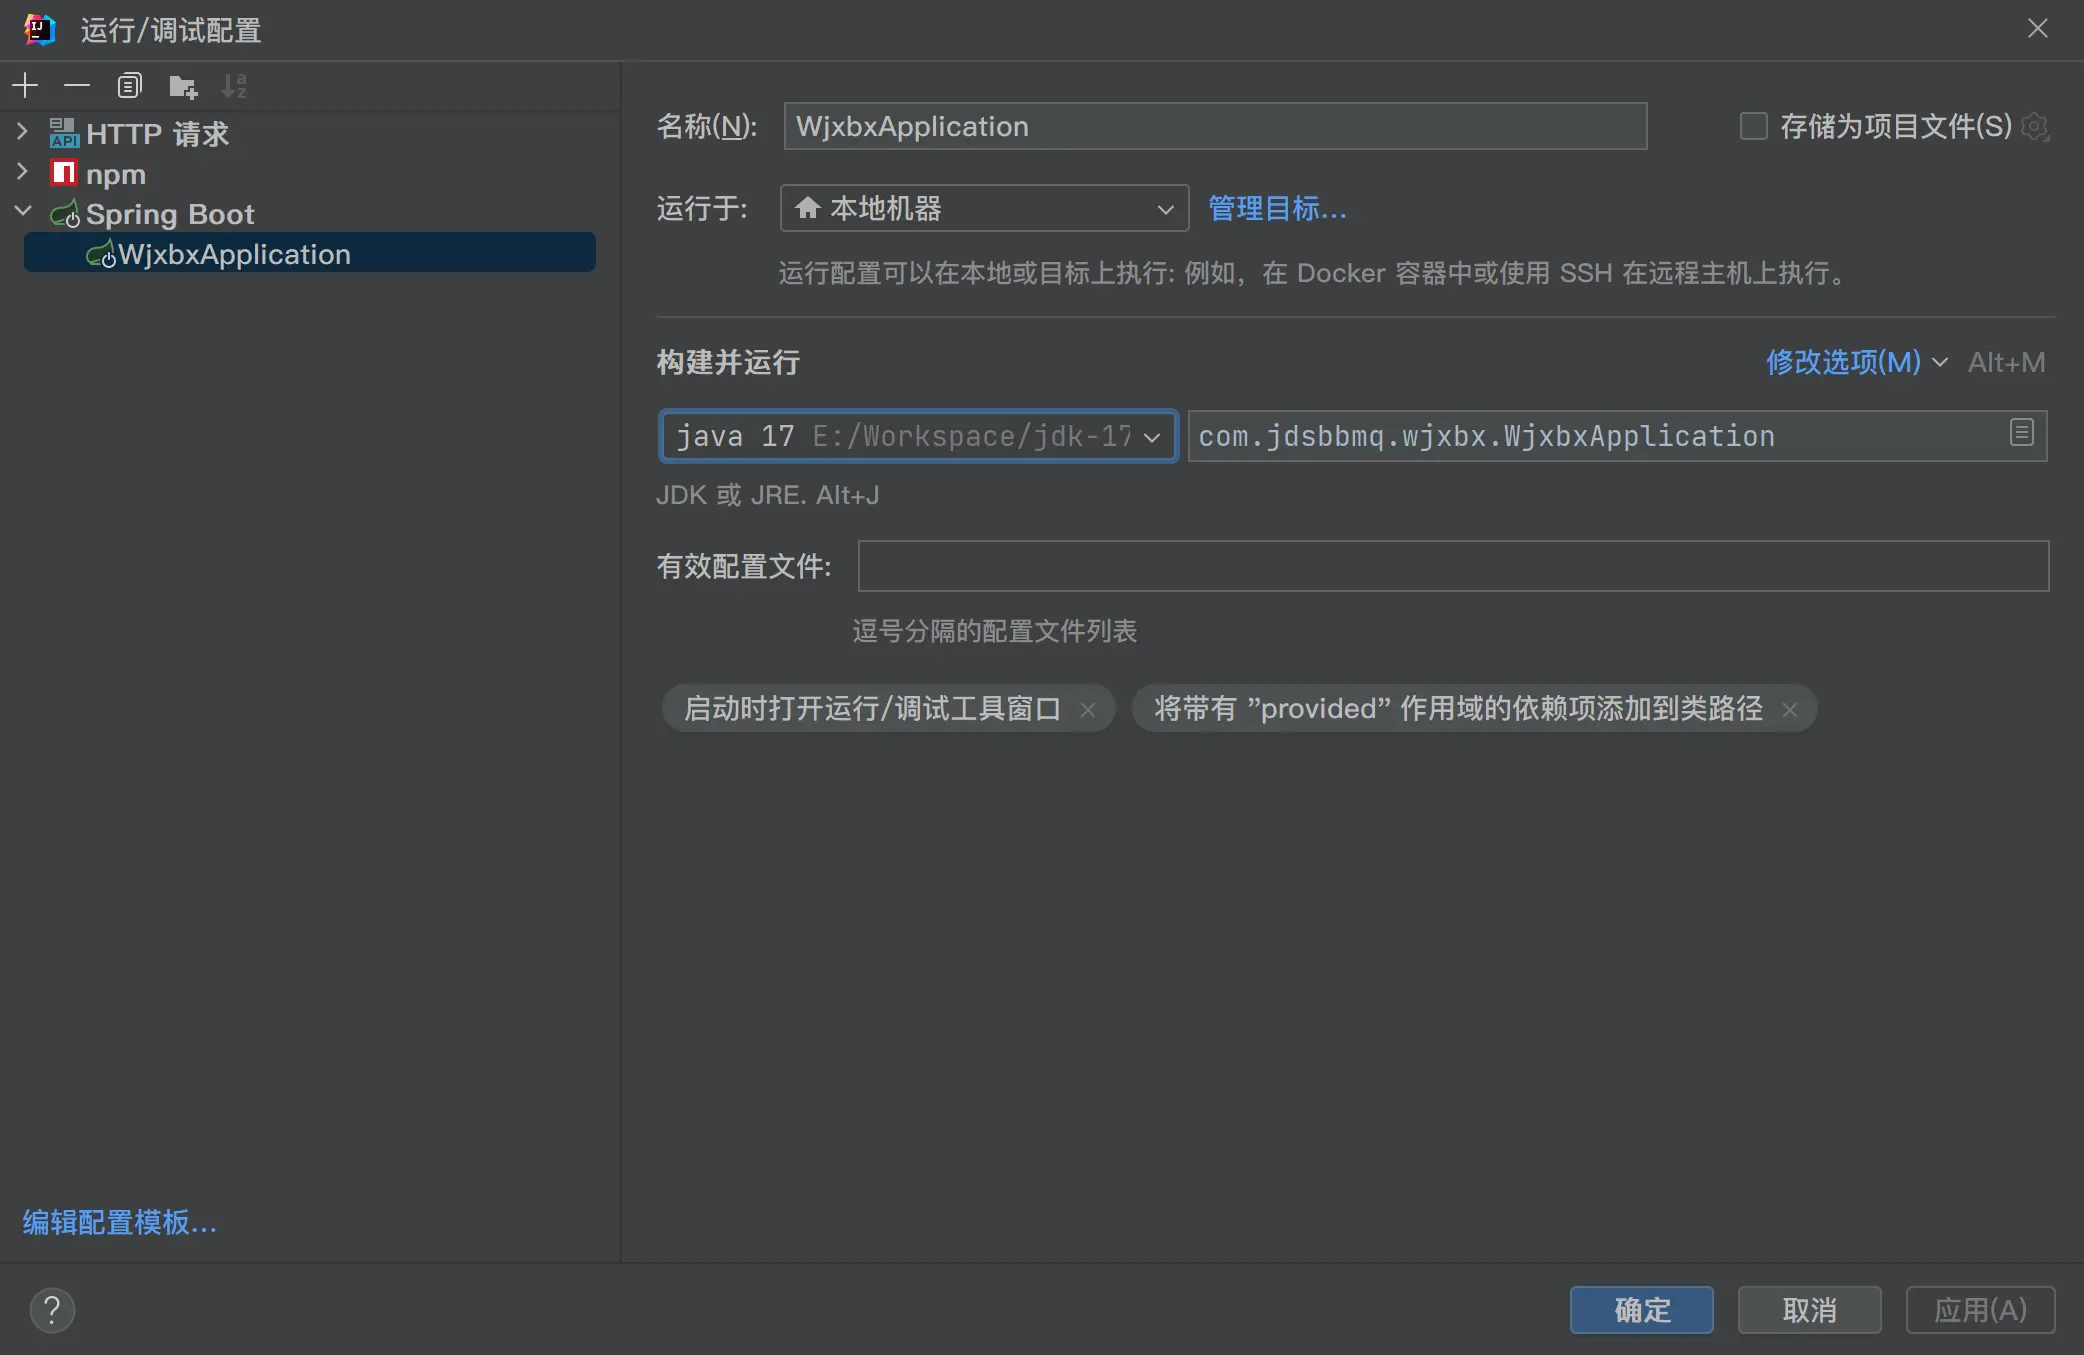 运行/调试配置
HTTP 请求
npm
Spring Boot
WjxbxApplication
编辑配置模板...
名称(N): WjxbxApplication 存储为项目文件(S)
运行于: 本地机器 管理目标...
运行配置可以在本地或目标上执行: 例如，在 Docker 容器中或使用 SSH 在远程主机上执行。
构建并运行 修改选项(M) Alt+M
java 17 E:/Workspace/jdk-17 com.jdsbbmq.wjxbx.WjxbxApplication
JDK 或 JRE. Alt+J
有效配置文件:
逗号分隔的配置文件列表
启动时打开运行/调试工具窗口 将带有 ”provided” 作用域的依赖项添加到类路径
? 确定 取消 应用(A)